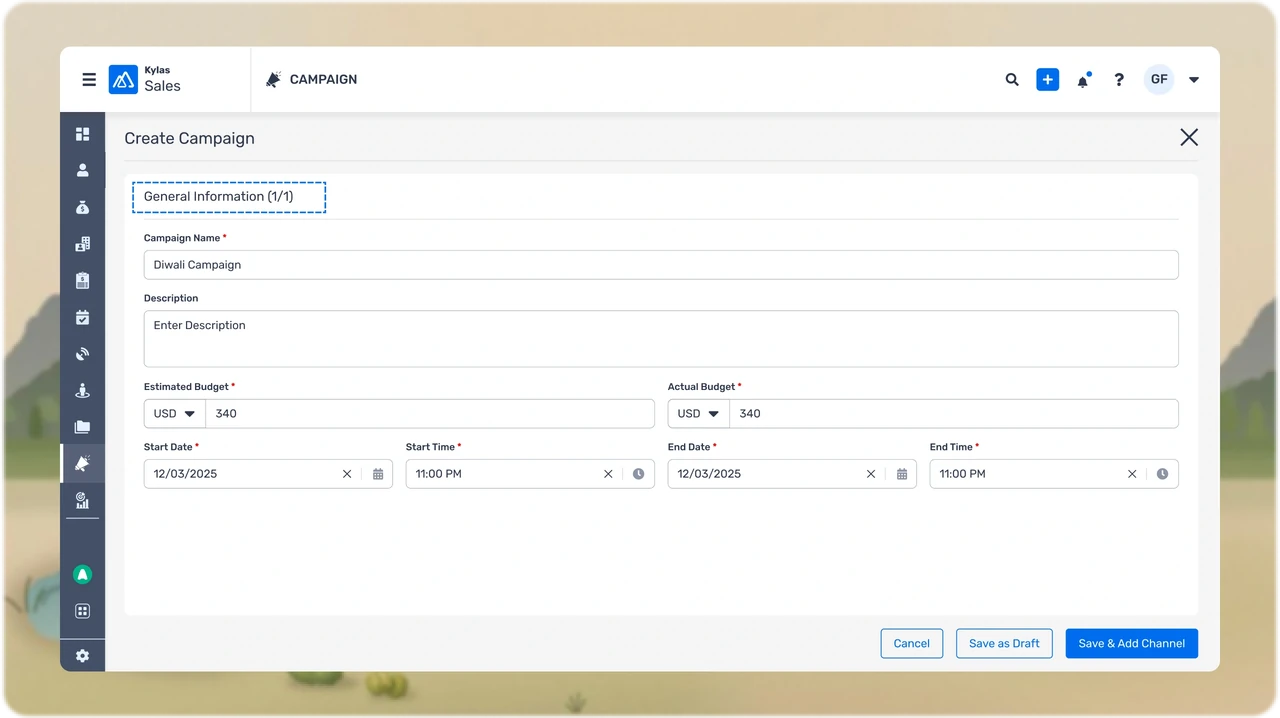 Kylas
Sales
CAMPAIGN
?
GF
Create Campaign
General Information (1/1)
Campaign Name *
Diwali Campaign
Description
Enter Description
Estimated Budget *
Actual Budget *
USD 340
USD 340
Start Date *
Start Time *
End Date *
End Time *
12/03/2025
11:00 PM
12/03/2025
11:00 PM
Cancel
Save as Draft
Save & Add Channel